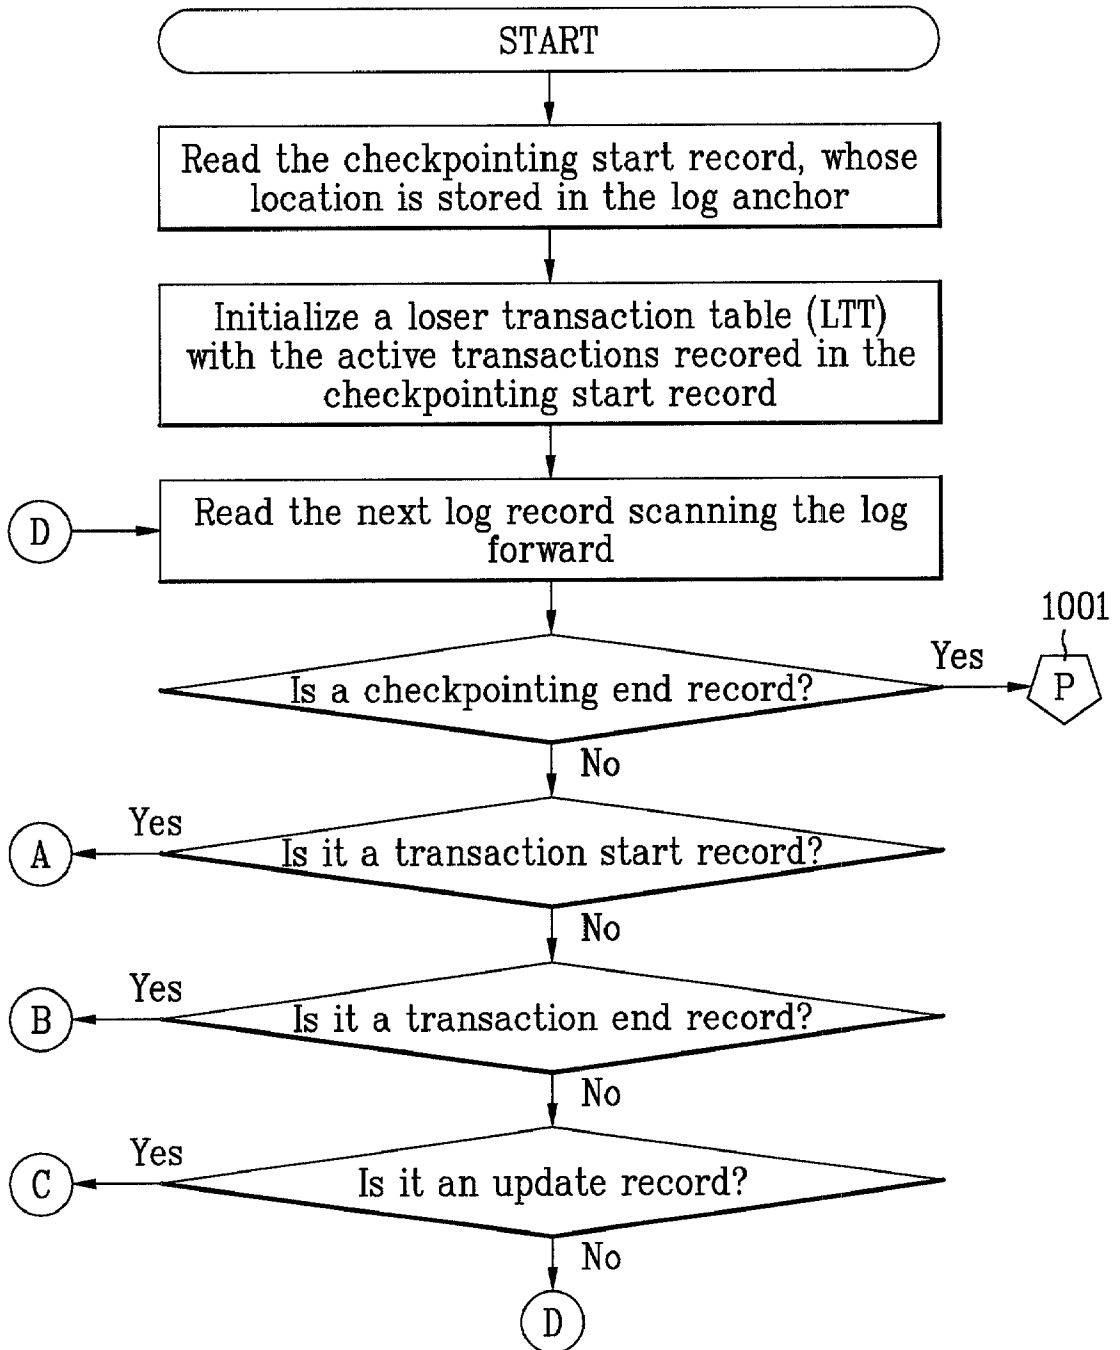 START
Read the checkpointing start record, whose
location is stored in the log anchor
Initialize a loser transaction table (LTT)
with the active transactions recored in the
checkpointing start record
D
Read the next log record scanning the log
forward
1001
Is a checkpointing end record?
Yes
P
No
A
Yes
Is it a transaction start record?
No
B
Yes
Is it a transaction end record?
No
C
Yes
Is it an update record?
No
D